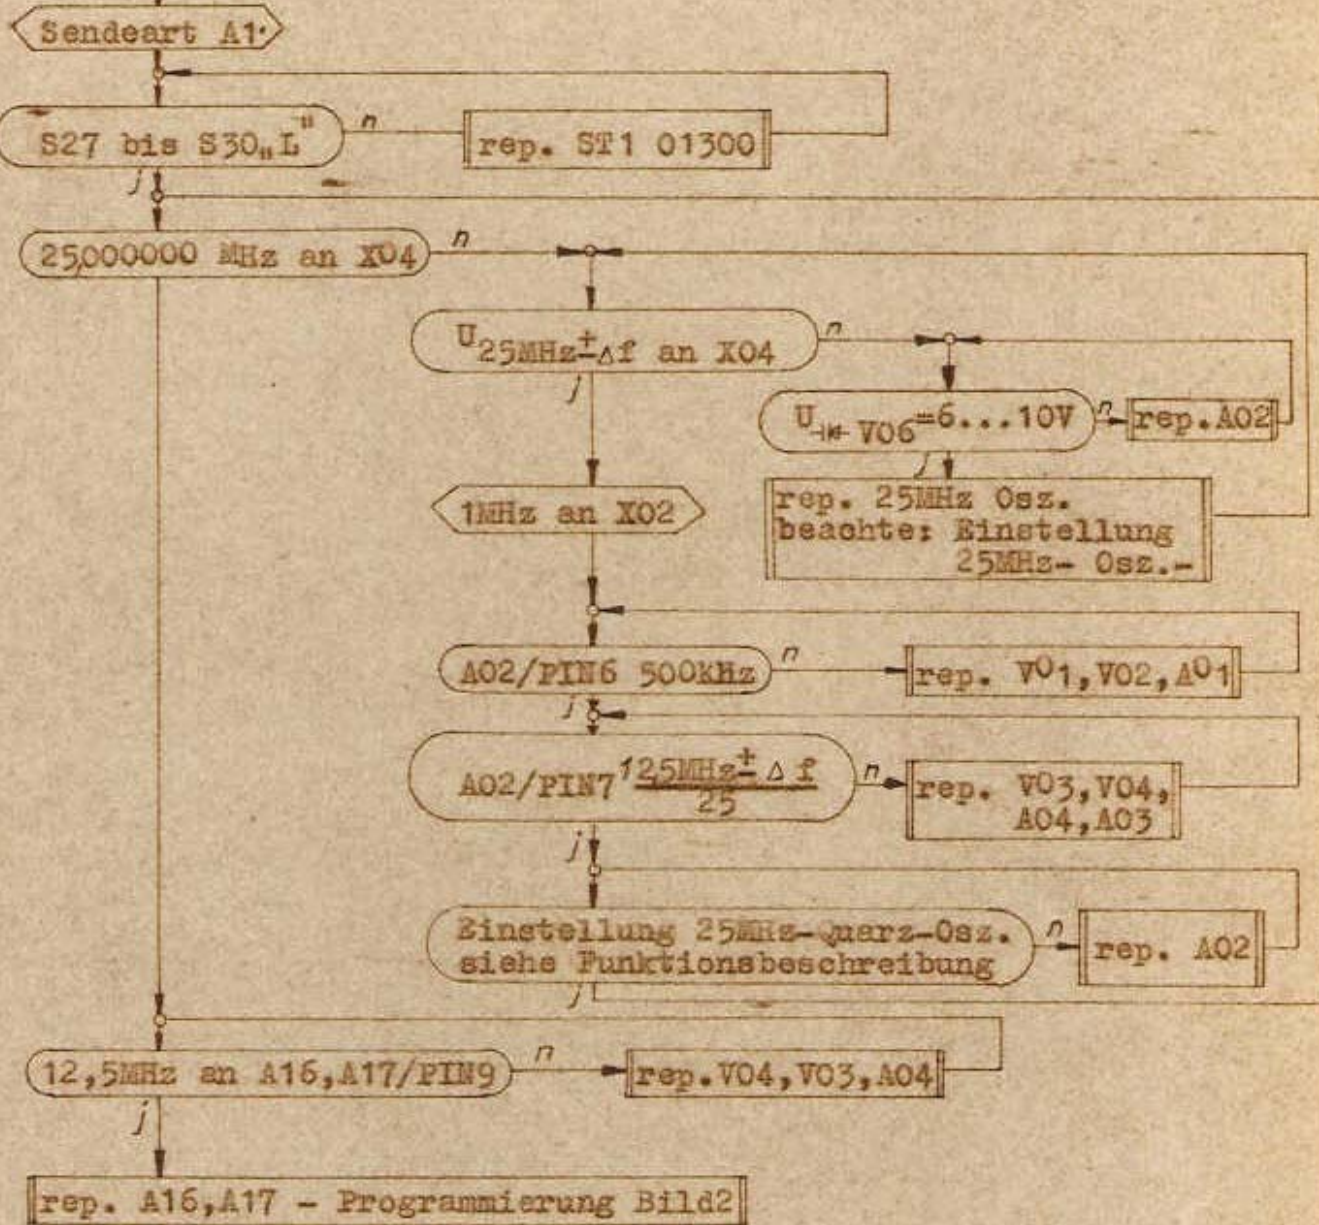 Sendeart A1.
S27 bis S30„L"
n
rep. ST1 01300
j
25,000000 MHz an X04
n
U25MHz±Δf an X04
n
j
U V06=6...10V
n
rep.A02
j
rep. 25MHz Osz.
beachte: Einstellung
25MHz- Osz.-
1MHz an X02
A02/PIN6 500kHz
n
rep. V01,V02,A01
j
A02/PIN7 12,5MHz ± Δ f
25
n
rep. V03,V04,
A04,A03
j
Einstellung 25MHz-Quarz-Osz.
siehe Funktionsbeschreibung
n
rep. A02
j
12,5MHz an A16,A17/PIN9
n
rep.V04,V03,A04
j
rep. A16,A17 - Programmierung Bild2